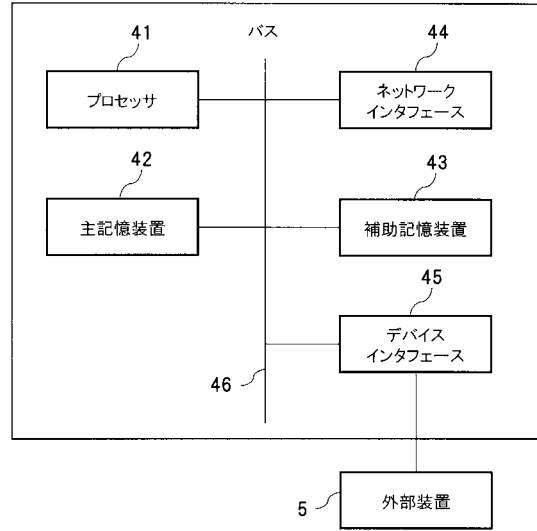 41
バス
44
プロセッサ
ネットワーク
インタフェース
42
43
主記憶装置
補助記憶装置
45
デバイス
インタフェース
46
5
外部装置